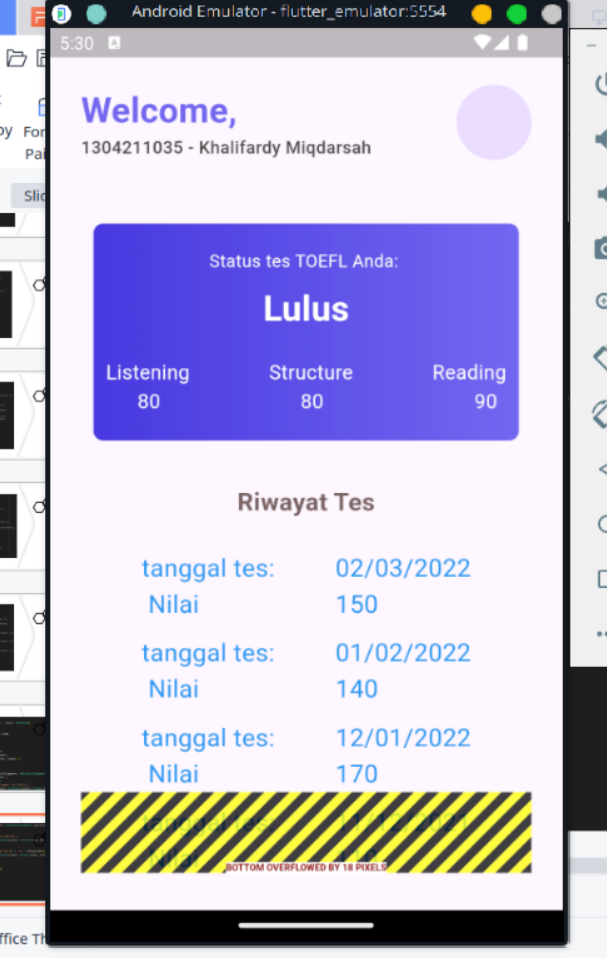 Android Emulator - flutter_emulator:5554
5:30
A
Welcome,
1304211035 - Khalifardy Miqdarsah
Status tes TOEFL Anda:
Lulus
Listening Structure Reading
80 80 90
Riwayat Tes
tanggal tes: 02/03/2022
Nilai 150
tanggal tes: 01/02/2022
Nilai 140
tanggal tes: 12/01/2022
Nilai 170
tanggal tes: 11/12/2021
Nilai
BOTTOM OVERFLOWED BY 18 PIXELS
py
For
Pai
Slic
ffice Th